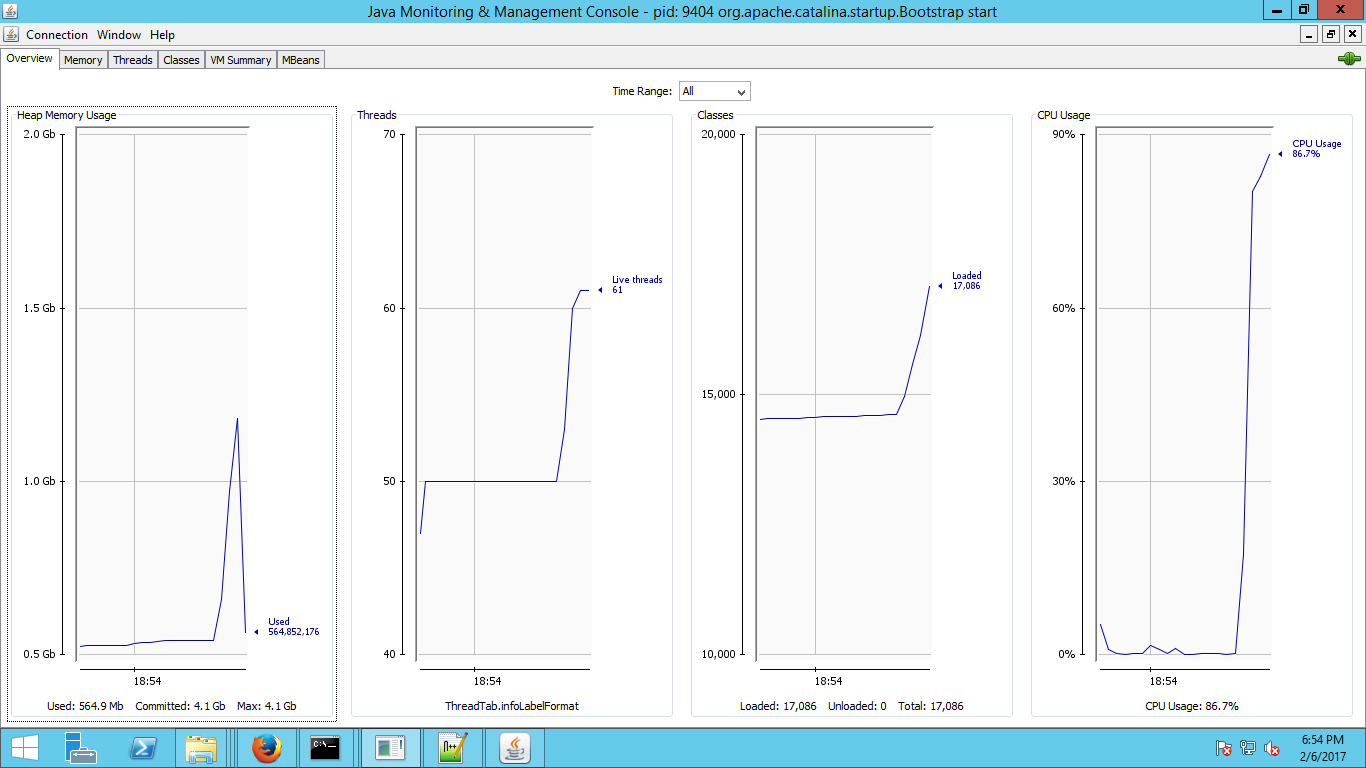 Java Monitoring & Management Console - pid: 9404 org.apache.catalina.startup.Bootstrap start
Connection Window Help
Overview Memory Threads Classes VM Summary MBeans
Time Range: All
Heap Memory Usage
2.0 Gb
1.5 Gb
1.0 Gb
0.5 Gb
Used
564,852,176
18:54
Used: 564.9 Mb Committed: 4.1 Gb Max: 4.1 Gb
Threads
70
60
50
40
Live threads
61
18:54
ThreadTab.infoLabelFormat
Classes
20,000
15,000
10,000
Loaded
17,086
18:54
Loaded: 17,086 Unloaded: 0 Total: 17,086
CPU Usage
90%
60%
30%
0%
CPU Usage
86.7%
18:54
CPU Usage: 86.7%
C:\_
N++
6:54 PM
2/6/2017